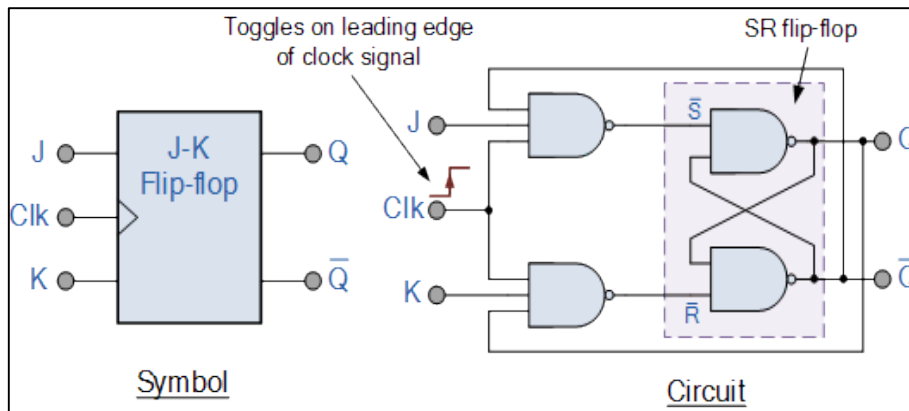 Toggles on leading edge
of clock signal
SR flip-flop
J
J-K
Flip-flop
Q
Clk
K
Q̅
Symbol
J
Clk
K
S̅
R̅
Q
Q̅
Circuit